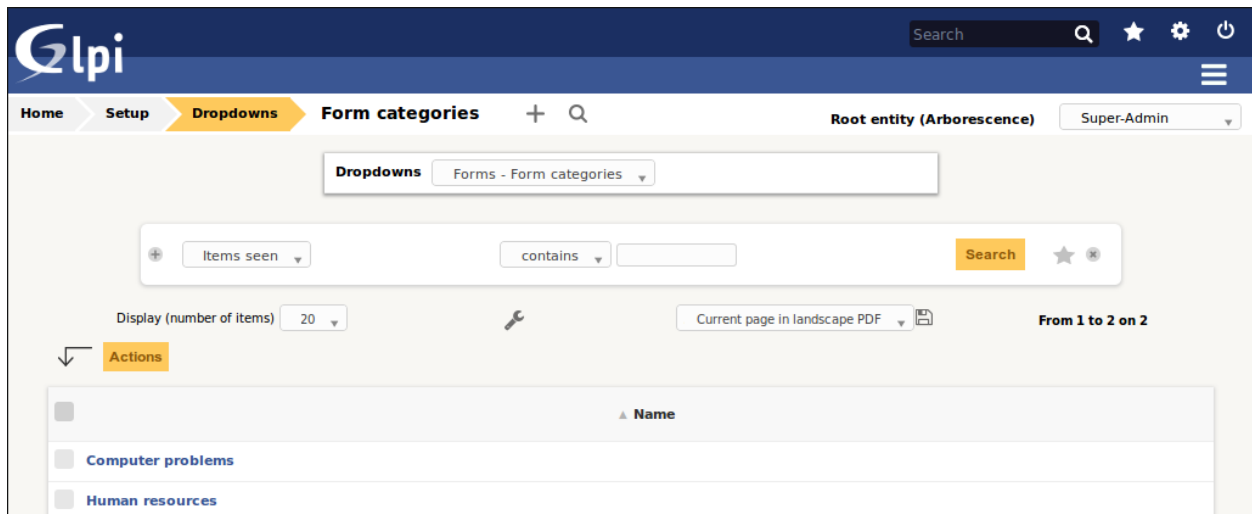 Glpi
Search
Home Setup Dropdowns Form categories Root entity (Arborescence) Super-Admin
Dropdowns Forms - Form categories
Items seen contains Search
Display (number of items) 20 Current page in landscape PDF From 1 to 2 on 2
Actions
Name
Computer problems
Human resources